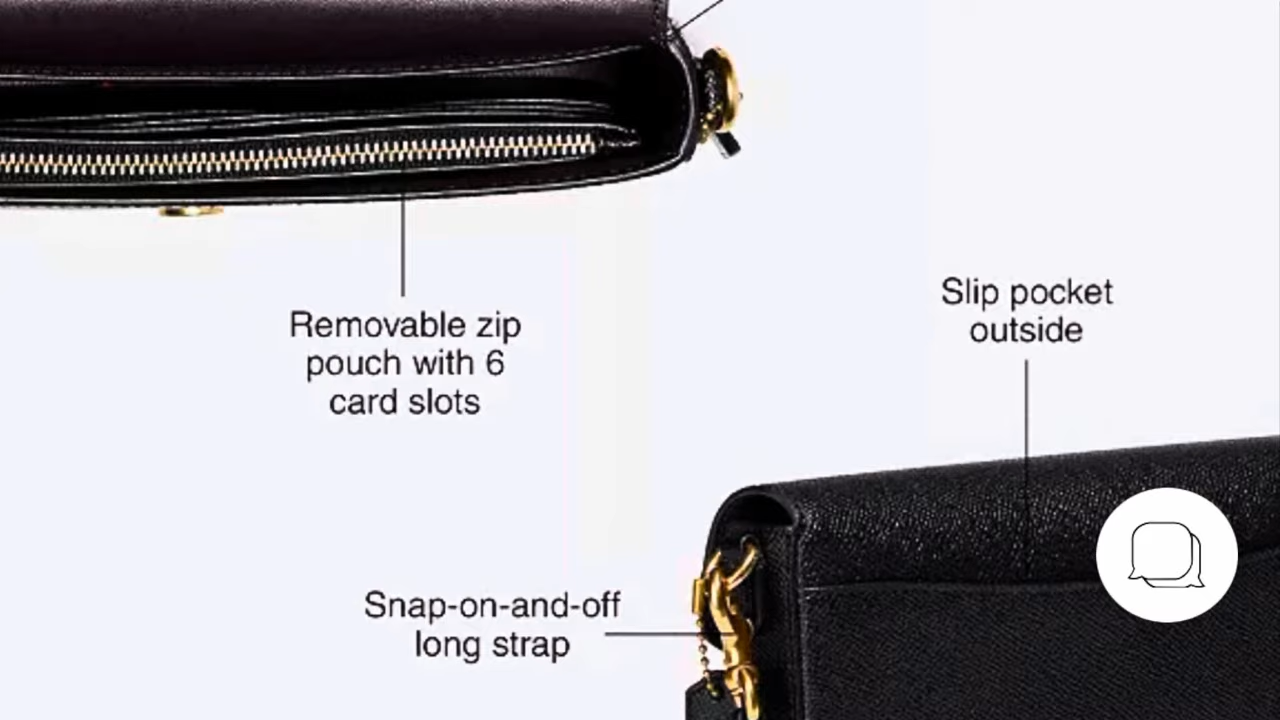 Removable zip
pouch with 6
card slots
Slip pocket
outside
Snap-on-and-off
long strap